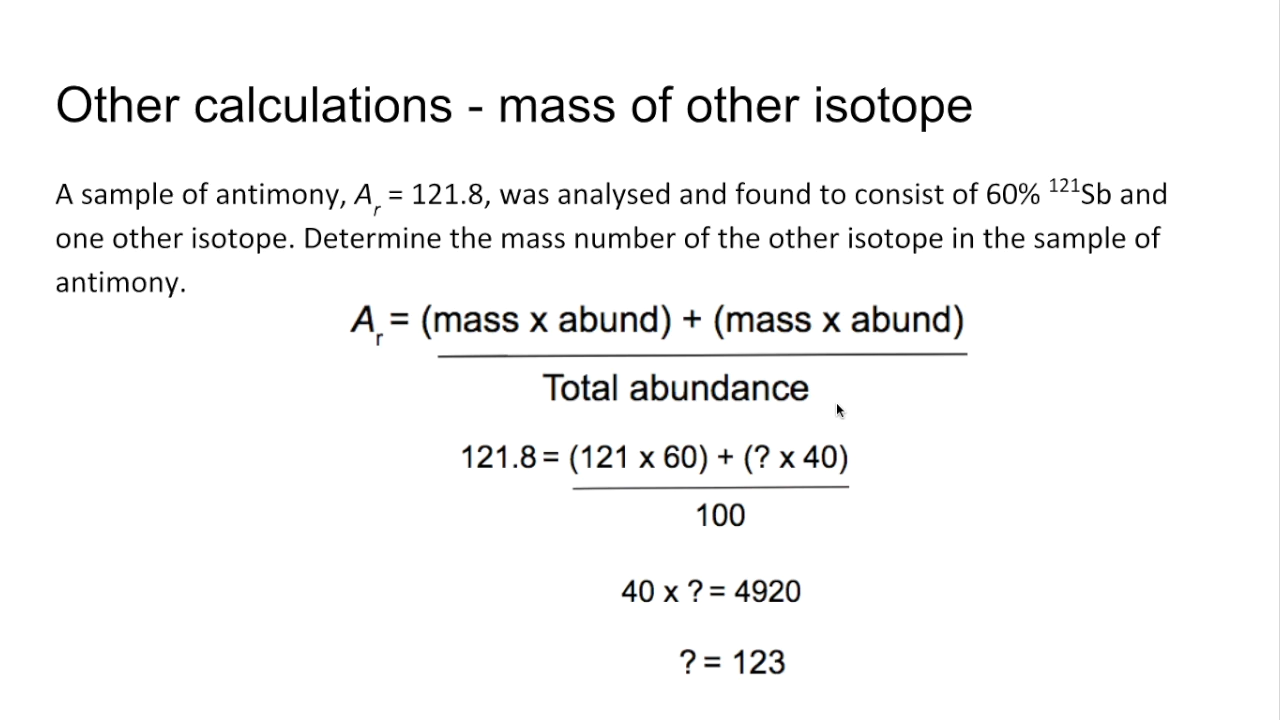 Other calculations - mass of other isotope
A sample of antimony, Ar = 121.8, was analysed and found to consist of 60% ¹²¹Sb and
one other isotope. Determine the mass number of the other isotope in the sample of
antimony.
Ar = (mass x abund) + (mass x abund)
Total abundance
121.8 = (121 x 60) + (? x 40)
100
40 x ? = 4920
? = 123